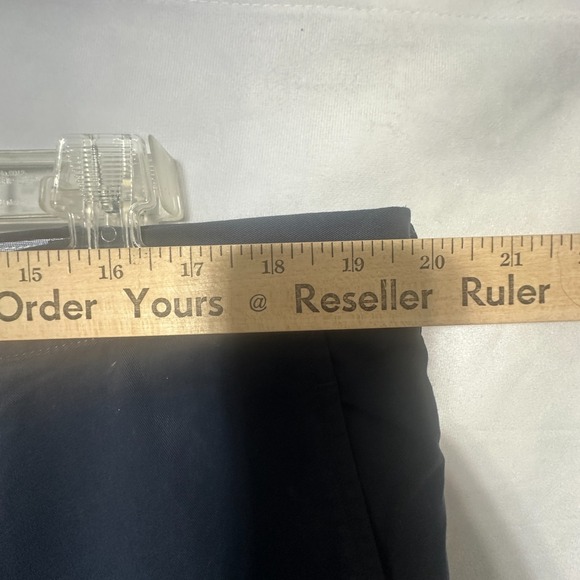 15 16 17 18 19 20 21
Order Yours @ Reseller Ruler